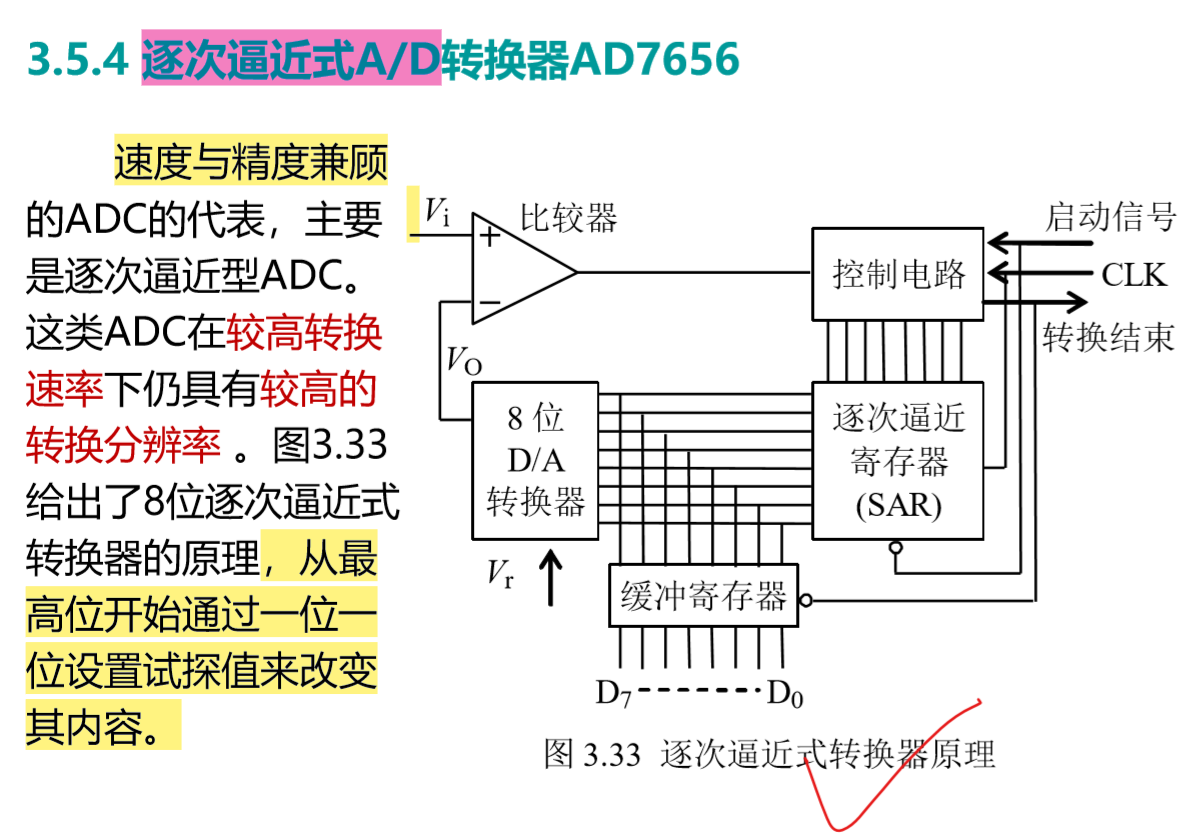 3.5.4 逐次逼近式A/D转换器AD7656
速度与精度兼顾
的ADC的代表，主要
是逐次逼近型ADC。
这类ADC在较高转换
速率下仍具有较高的
转换分辨率 。图3.33
给出了8位逐次逼近式
转换器的原理，从最
高位开始通过一位一
位设置试探值来改变
其内容。
Vi
+
−
比较器
VO
8 位
D/A
转换器
Vr
控制电路
启动信号
CLK
转换结束
逐次逼近
寄存器
(SAR)
缓冲寄存器
D7
D0
图 3.33 逐次逼近式转换器原理